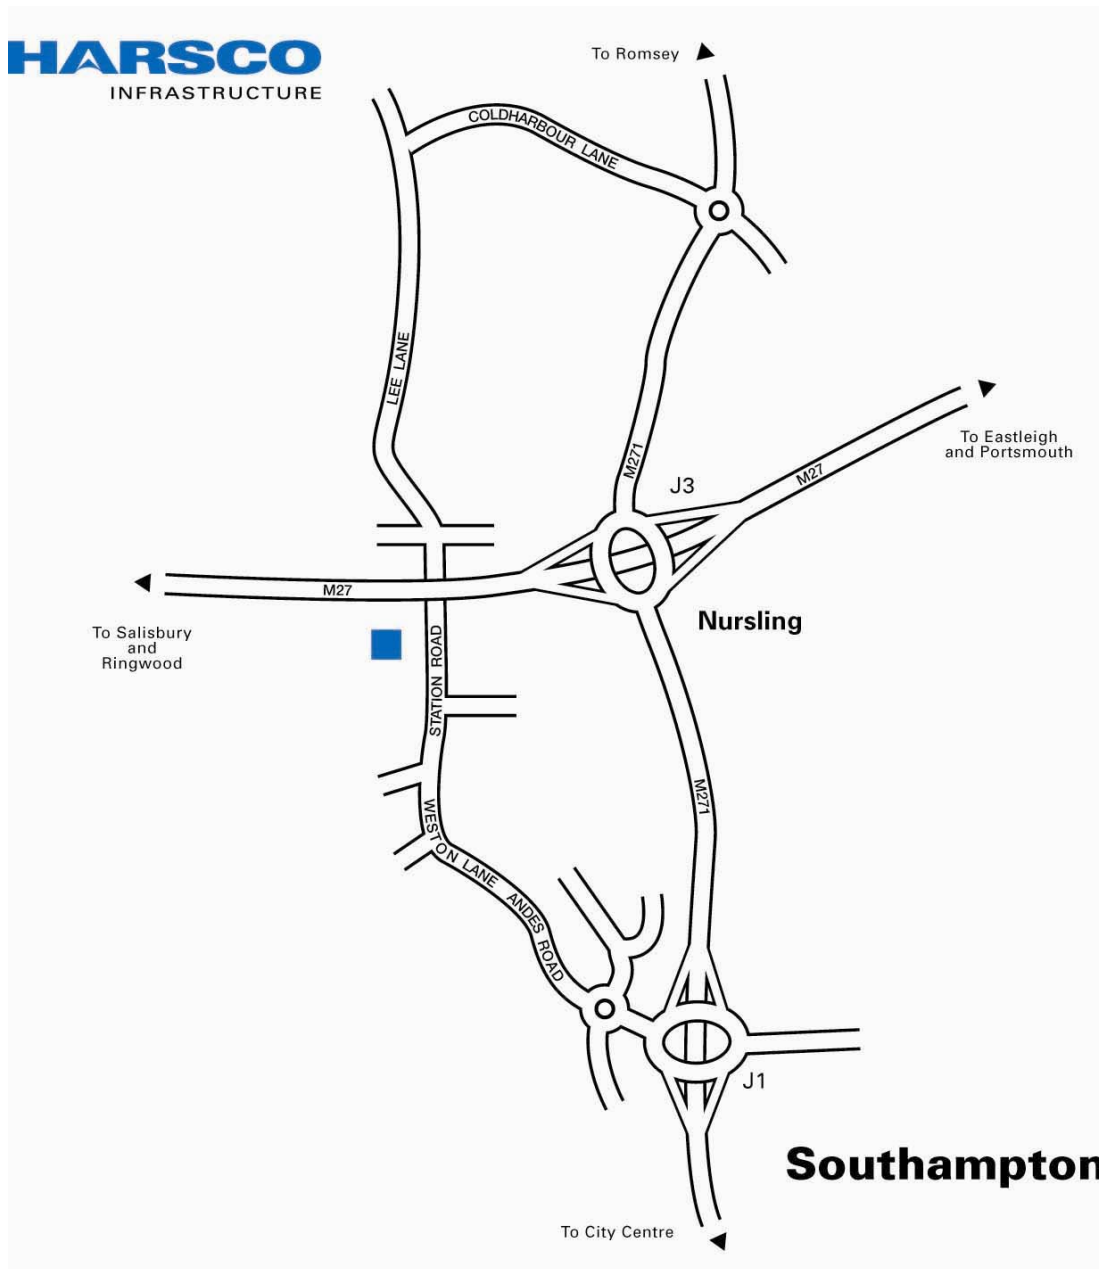 HARSCO
INFRASTRUCTURE
To Romsey
COLDHARBOUR LANE
LEE LANE
M271
J3
M27
To Eastleigh
and Portsmouth
M27
To Salisbury
and
Ringwood
Nursling
STATION ROAD
M271
WESTON LANE
ANDES ROAD
J1
Southampton
To City Centre